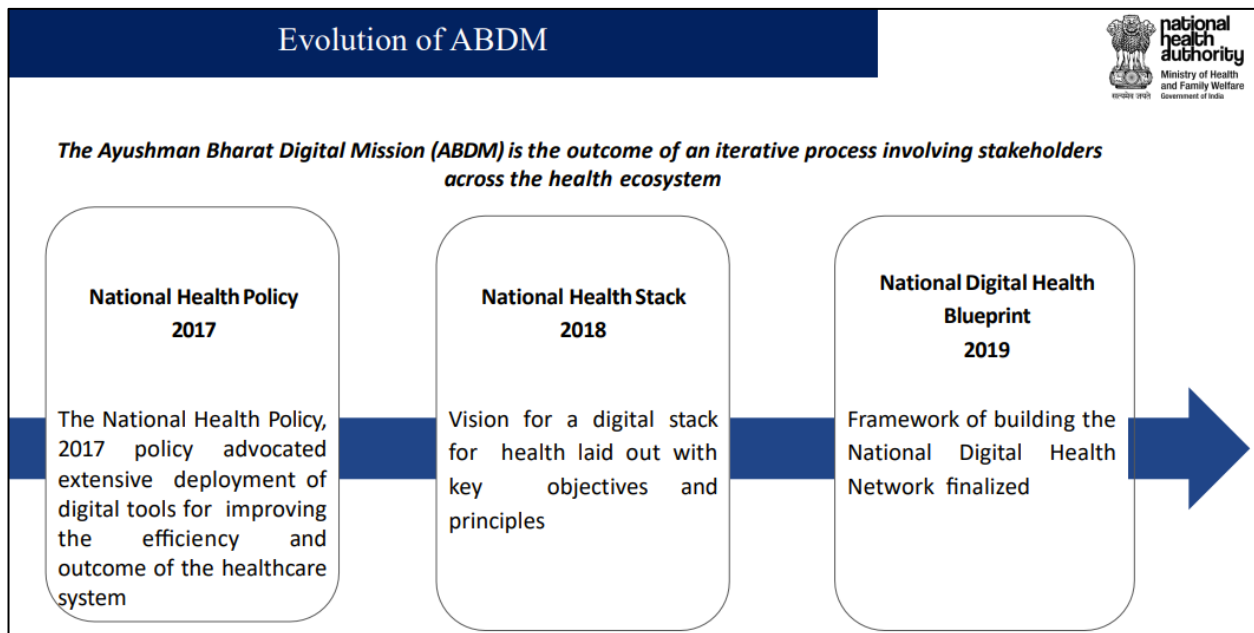 Evolution of ABDM
national
health
authority
Ministry of Health
and Family Welfare
Government of India
सत्यमेव जयते
The Ayushman Bharat Digital Mission (ABDM) is the outcome of an iterative process involving stakeholders
across the health ecosystem
National Health Policy
2017
The National Health Policy,
2017 policy advocated
extensive deployment of
digital tools for improving
the efficiency and
outcome of the healthcare
system
National Health Stack
2018
Vision for a digital stack
for health laid out with
key objectives and
principles
National Digital Health
Blueprint
2019
Framework of building the
National Digital Health
Network finalized